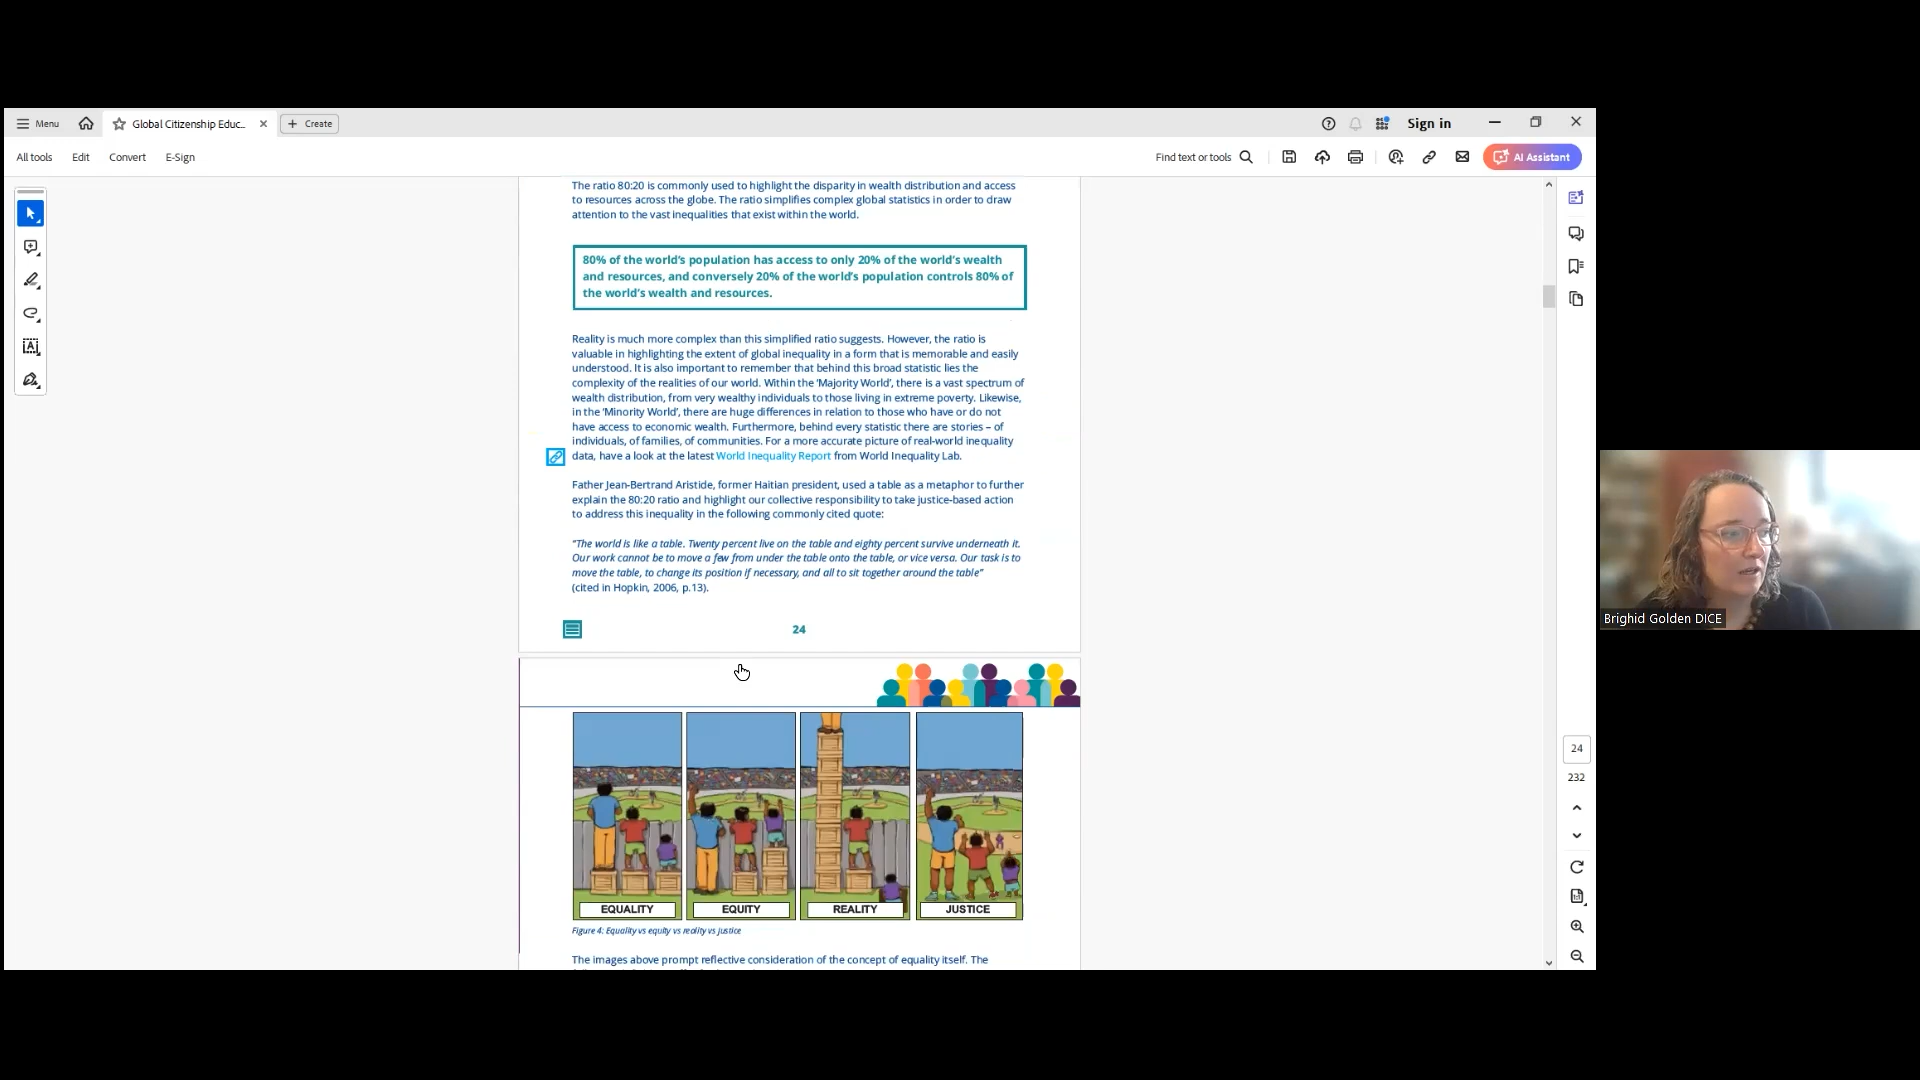 Menu
Global Citizenship Educ...
Create
Sign in
All tools
Edit
Convert
E-Sign
Find text or tools
AI Assistant
The ratio 80:20 is commonly used to highlight the disparity in wealth distribution and access
to resources across the globe. The ratio simplifies complex global statistics in order to draw
attention to the vast inequalities that exist within the world.
80% of the world's population has access to only 20% of the world's wealth
and resources, and conversely 20% of the world's population controls 80% of
the world's wealth and resources.
Reality is much more complex than this simplified ratio suggests. However, the ratio is
valuable in highlighting the extent of global inequality in a form that is memorable and easily
understood. It is also important to remember that behind this broad statistic lies the
complexity of the realities of our world. Within the 'Majority World', there is a vast spectrum of
wealth distribution, from very wealthy individuals to those living in extreme poverty. Likewise,
in the 'Minority World', there are huge differences in relation to those who have or do not
have access to economic wealth. Furthermore, behind every statistic there are stories – of
individuals, of families, of communities. For a more accurate picture of real-world inequality
data, have a look at the latest World Inequality Report from World Inequality Lab.
Father Jean-Bertrand Aristide, former Haitian president, used a table as a metaphor to further
explain the 80:20 ratio and highlight our collective responsibility to take justice-based action
to address this inequality in the following commonly cited quote:
"The world is like a table. Twenty percent live on the table and eighty percent survive underneath it.
Our work cannot be to move a few from under the table onto the table, or vice versa. Our task is to
move the table, to change its position if necessary, and all to sit together around the table"
(cited in Hopkin, 2006, p.13).
24
EQUALITY
EQUITY
REALITY
JUSTICE
Figure 4: Equality vs equity vs reality vs justice
The images above prompt reflective consideration of the concept of equality itself. The
24
232
Brighid Golden DICE